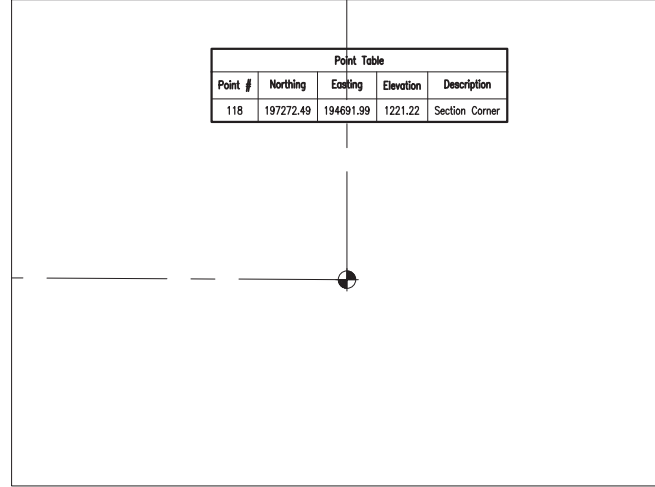 Point Table
Point # Northing Easting Elevation Description
118 197272.49 194691.99 1221.22 Section Corner